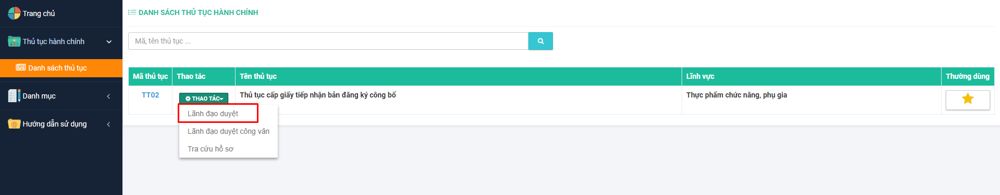 Trang chủ
Thủ tục hành chính
Danh sách thủ tục
Danh mục
Hướng dẫn sử dụng
DANH SÁCH THỦ TỤC HÀNH CHÍNH
Mã, tên thủ tục ...
Mã thủ tục Thao tác Tên thủ tục Lĩnh vực Thường dùng
TT02 THAO TÁC Thủ tục cấp giấy tiếp nhận bản đăng ký công bố Thực phẩm chức năng, phụ gia
Lãnh đạo duyệt
Lãnh đạo duyệt công văn
Tra cứu hồ sơ